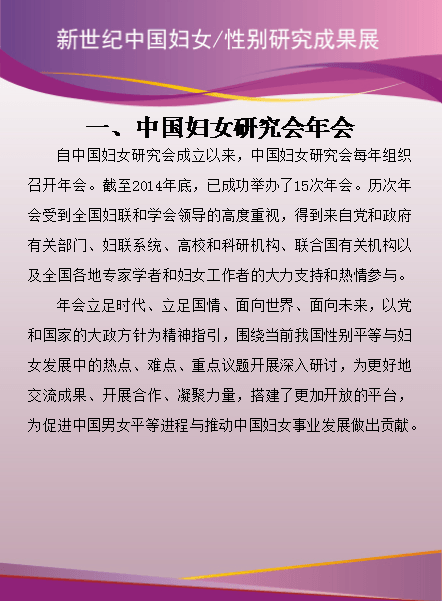 新世纪中国妇女/性别研究成果展
一、中国妇女研究会年会
自中国妇女研究会成立以来，中国妇女研究会每年组织
召开年会。截至2014年底，已成功举办了15次年会。历次年
会受到全国妇联和学会领导的高度重视，得到来自党和政府
有关部门、妇联系统、高校和科研机构、联合国有关机构以
及全国各地专家学者和妇女工作者的大力支持和热情参与。
年会立足时代、立足国情、面向世界、面向未来，以党
和国家的大政方针为精神指引，围绕当前我国性别平等与妇
女发展中的热点、难点、重点议题开展深入研讨，为更好地
交流成果、开展合作、凝聚力量，搭建了更加开放的平台，
为促进中国男女平等进程与推动中国妇女事业发展做出贡献。